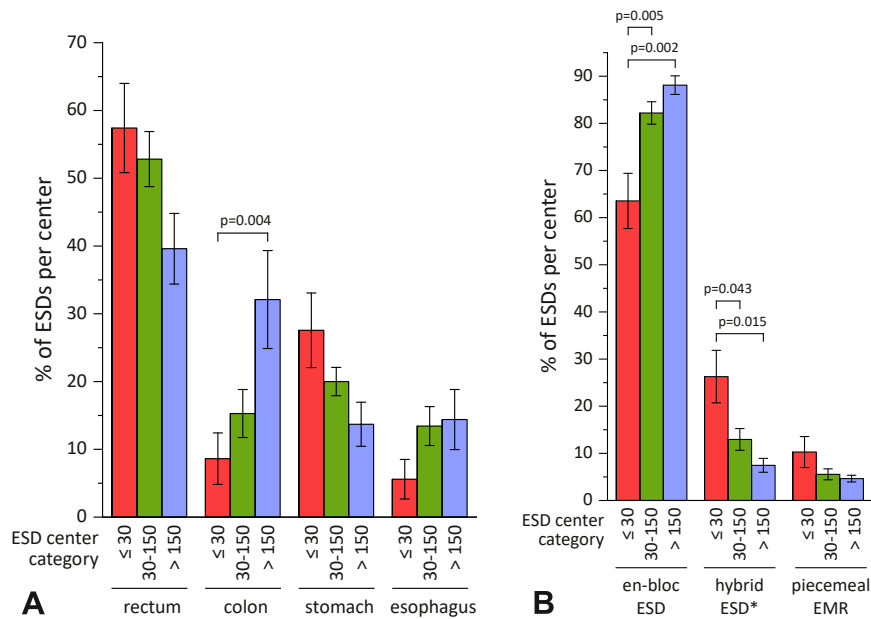 % of ESDs per center
70
60
50
40
30
20
10
0
p=0.004
ESD center
category
≤ 30
30-150
> 150
≤ 30
30-150
> 150
≤ 30
30-150
> 150
≤ 30
30-150
> 150
rectum
colon
stomach
esophagus
A
% of ESDs per center
90
80
70
60
50
40
30
20
10
0
p=0.005
p=0.002
p=0.043
p=0.015
ESD center
category
≤ 30
30-150
> 150
≤ 30
30-150
> 150
≤ 30
30-150
> 150
en-bloc
ESD
hybrid
ESD*
piecemeal
EMR
B